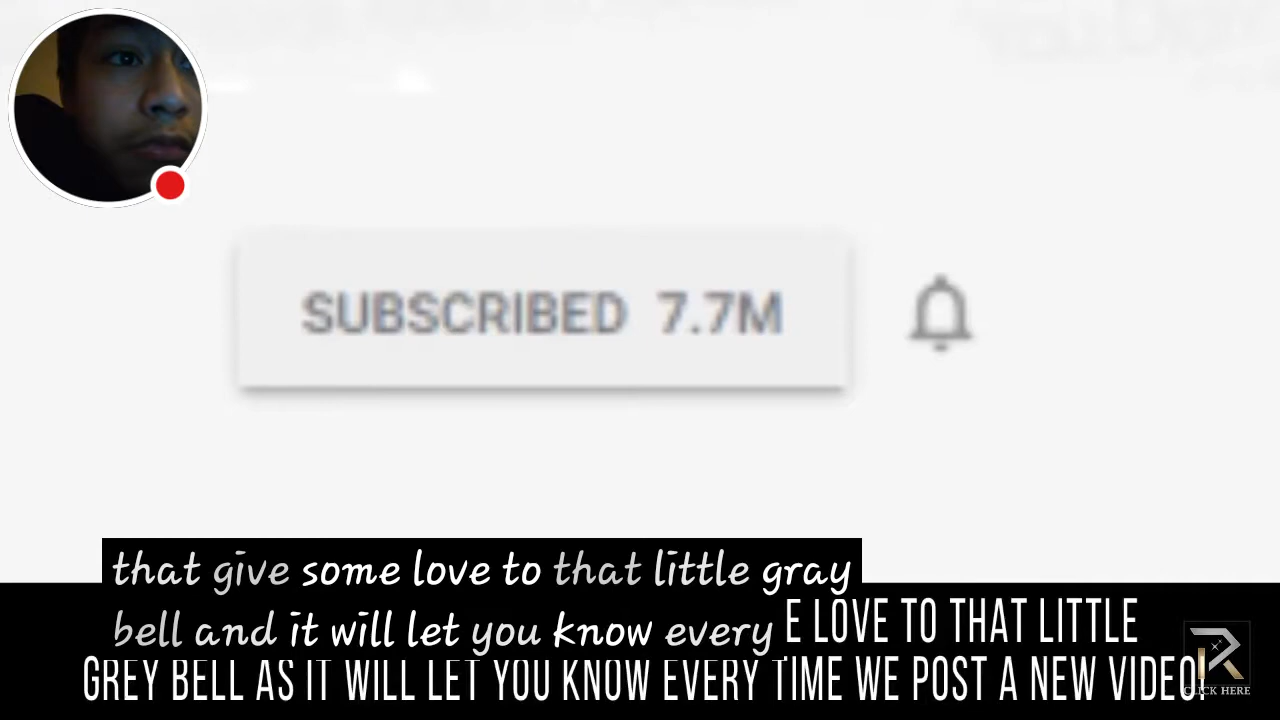 SUBSCRIBED 7.7M
that give some love to that little gray
bell and it will let you know every
E LOVE TO THAT LITTLE
GREY BELL AS IT WILL LET YOU KNOW EVERY TIME WE POST A NEW VIDEO!
CLICK HERE